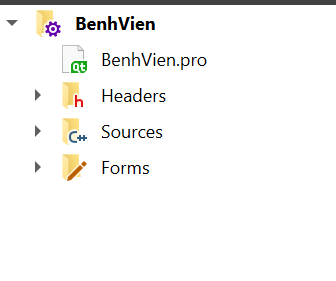 BenhVien
BenhVien.pro
Headers
Sources
Forms